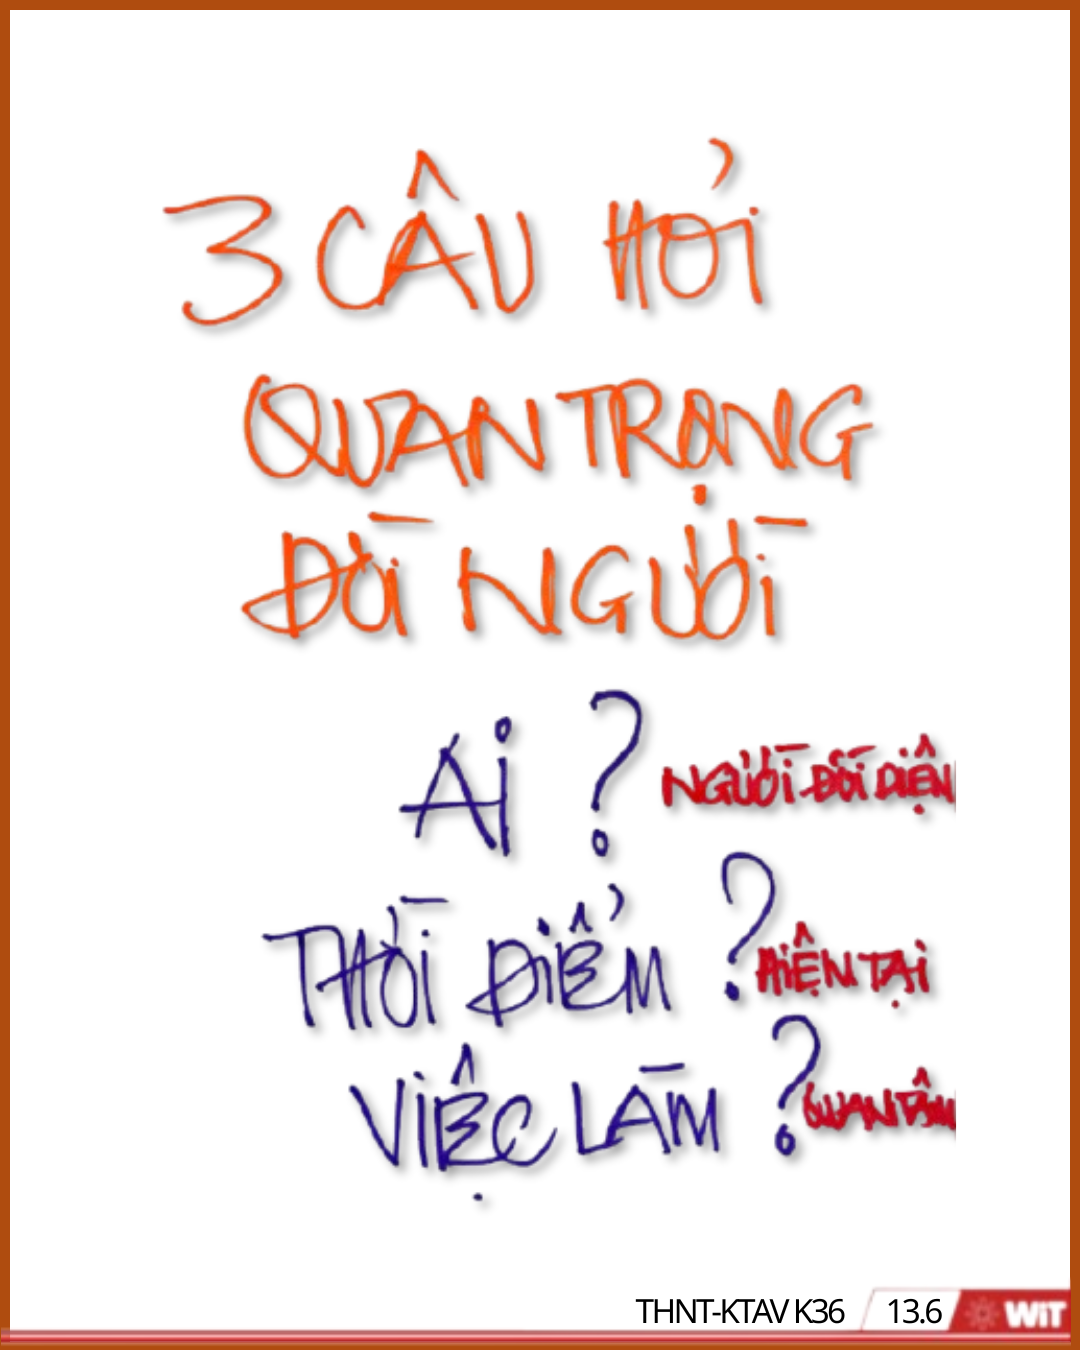 3 CÂU HỎI
QUAN TRỌNG
ĐỜI NGƯỜI
AI ? NGƯỜI ĐỐI DIỆN
THỜI ĐIỂM ? HIỆN TẠI
VIỆC LÀM ? QUAN TÂM
THNT-KTAV K36 13.6 WiT